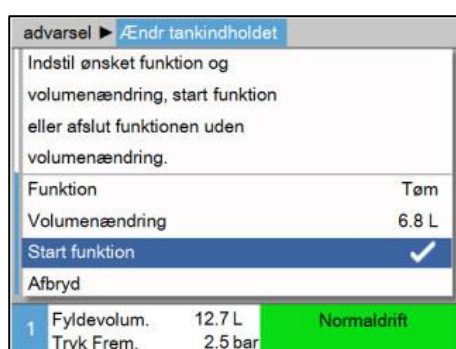 advarsel ► Ændr tankindholdet
Indstil ønsket funktion og
volumenændring, start funktion
eller afslut funktionen uden
volumenændring.
Funktion Tøm
Volumenændring 6.8 L
Start funktion ✓
Afbryd
1 Fyldevolum. 12.7 L Normaldrift
Tryk Frem. 2.5 bar